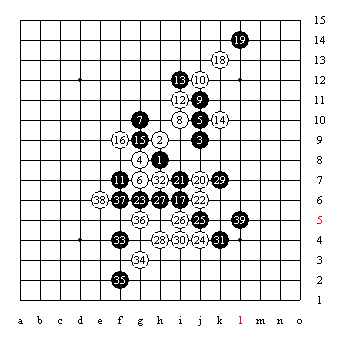 15
19 14
18 13
13 10 12
12 9 11
7 8 5 14 10
16 15 2 3 9
4 1 8
11 6 32 21 20 29 7
38 37 23 27 17 22 6
36 26 25 39 5
33 28 30 24 31 4
34 3
35 2
1
a b c d e f g h i j k l m n o